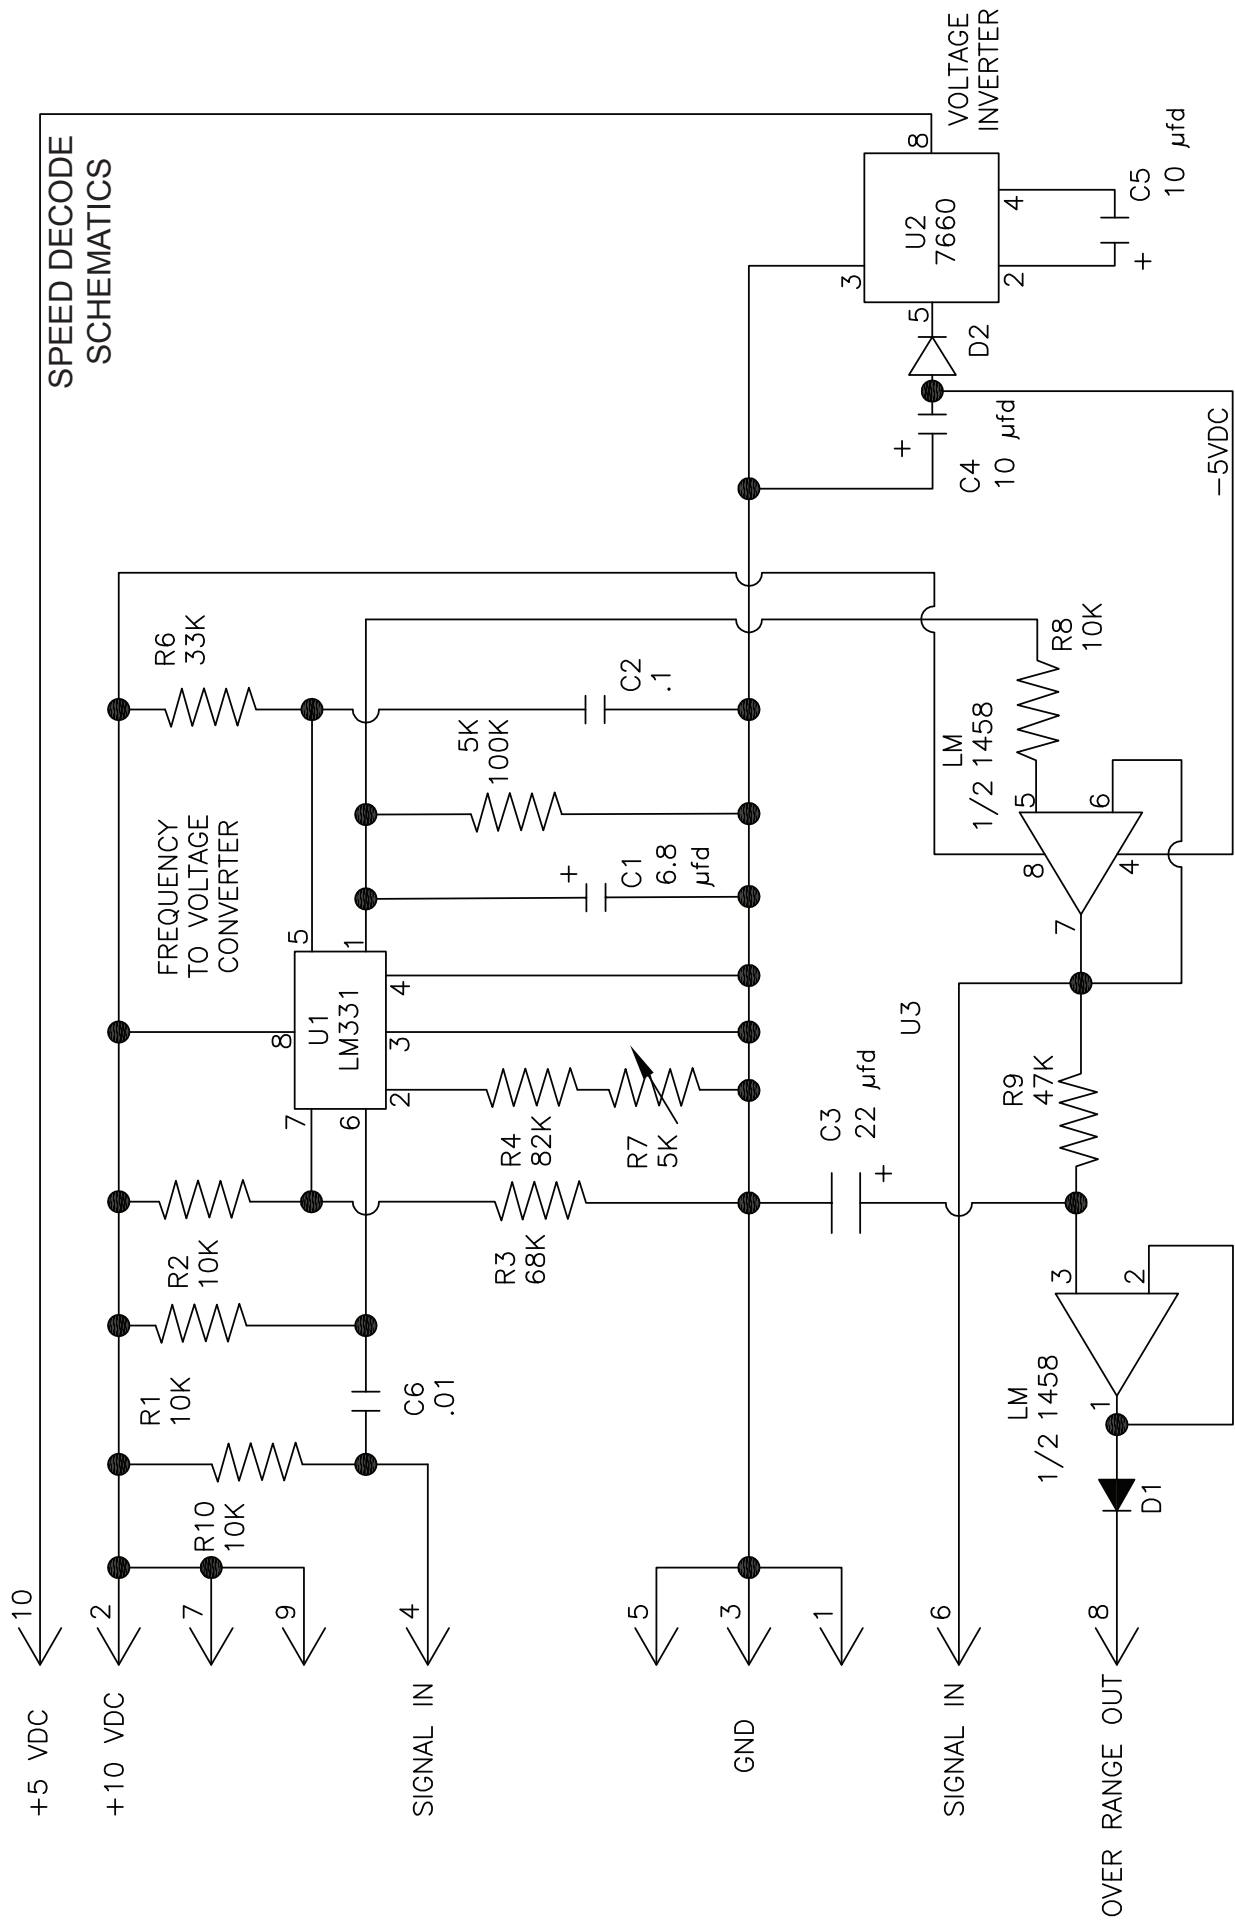 SPEED DECODE
SCHEMATICS
+5 VDC
10
+10 VDC
2
7
9
SIGNAL IN
4
GND
5
3
1
SIGNAL IN
6
OVER RANGE OUT
8
R10
10K
R1
10K
R2
10K
C6
.01
R3
68K
R4
82K
R7
5K
FREQUENCY
TO VOLTAGE
CONVERTER
U1
LM331
7
6
8
2
3
4
5
1
R6
33K
C1
6.8
µfd
+
5K
100K
C2
.1
C3
22 µfd
+
U3
D1
LM
1/2 1458
1
3
2
R9
47K
LM
1/2 1458
7
8
4
5
6
R8
10K
-5VDC
C4
10 µfd
+
D2
U2
7660
5
3
8
2
4
VOLTAGE
INVERTER
C5
10 µfd
+